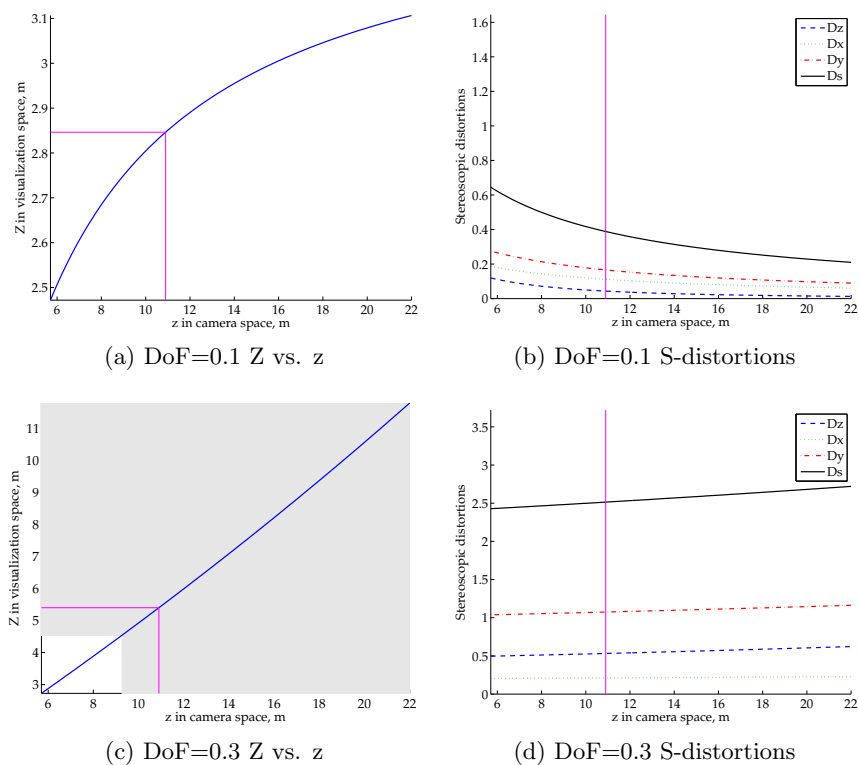 3.1
3
2.9
2.8
2.7
2.6
2.5
Z in visualization space, m
6 8 10 12 14 16 18 20 22
z in camera space, m
(a) DoF=0.1 Z vs. z
1.6
1.4
1.2
1
0.8
0.6
0.4
0.2
0
Stereoscopic distortions
Dz
Dx
Dy
Ds
6 8 10 12 14 16 18 20 22
z in camera space, m
(b) DoF=0.1 S-distortions
11
10
9
8
7
6
5
4
3
Z in visualization space, m
6 8 10 12 14 16 18 20 22
z in camera space, m
(c) DoF=0.3 Z vs. z
3.5
3
2.5
2
1.5
1
0.5
0
Stereoscopic distortions
Dz
Dx
Dy
Ds
6 8 10 12 14 16 18 20 22
z in camera space, m
(d) DoF=0.3 S-distortions